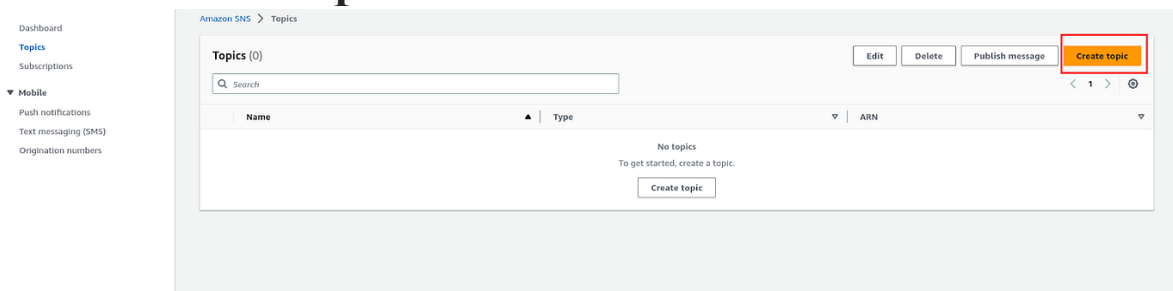 Amazon SNS > Topics
Dashboard
Topics
Subscriptions
Mobile
Push notifications
Text messaging (SMS)
Origination numbers
Topics (0)
Edit Delete Publish message Create topic
Search
< 1 >
Name Type ARN
No topics
To get started, create a topic.
Create topic